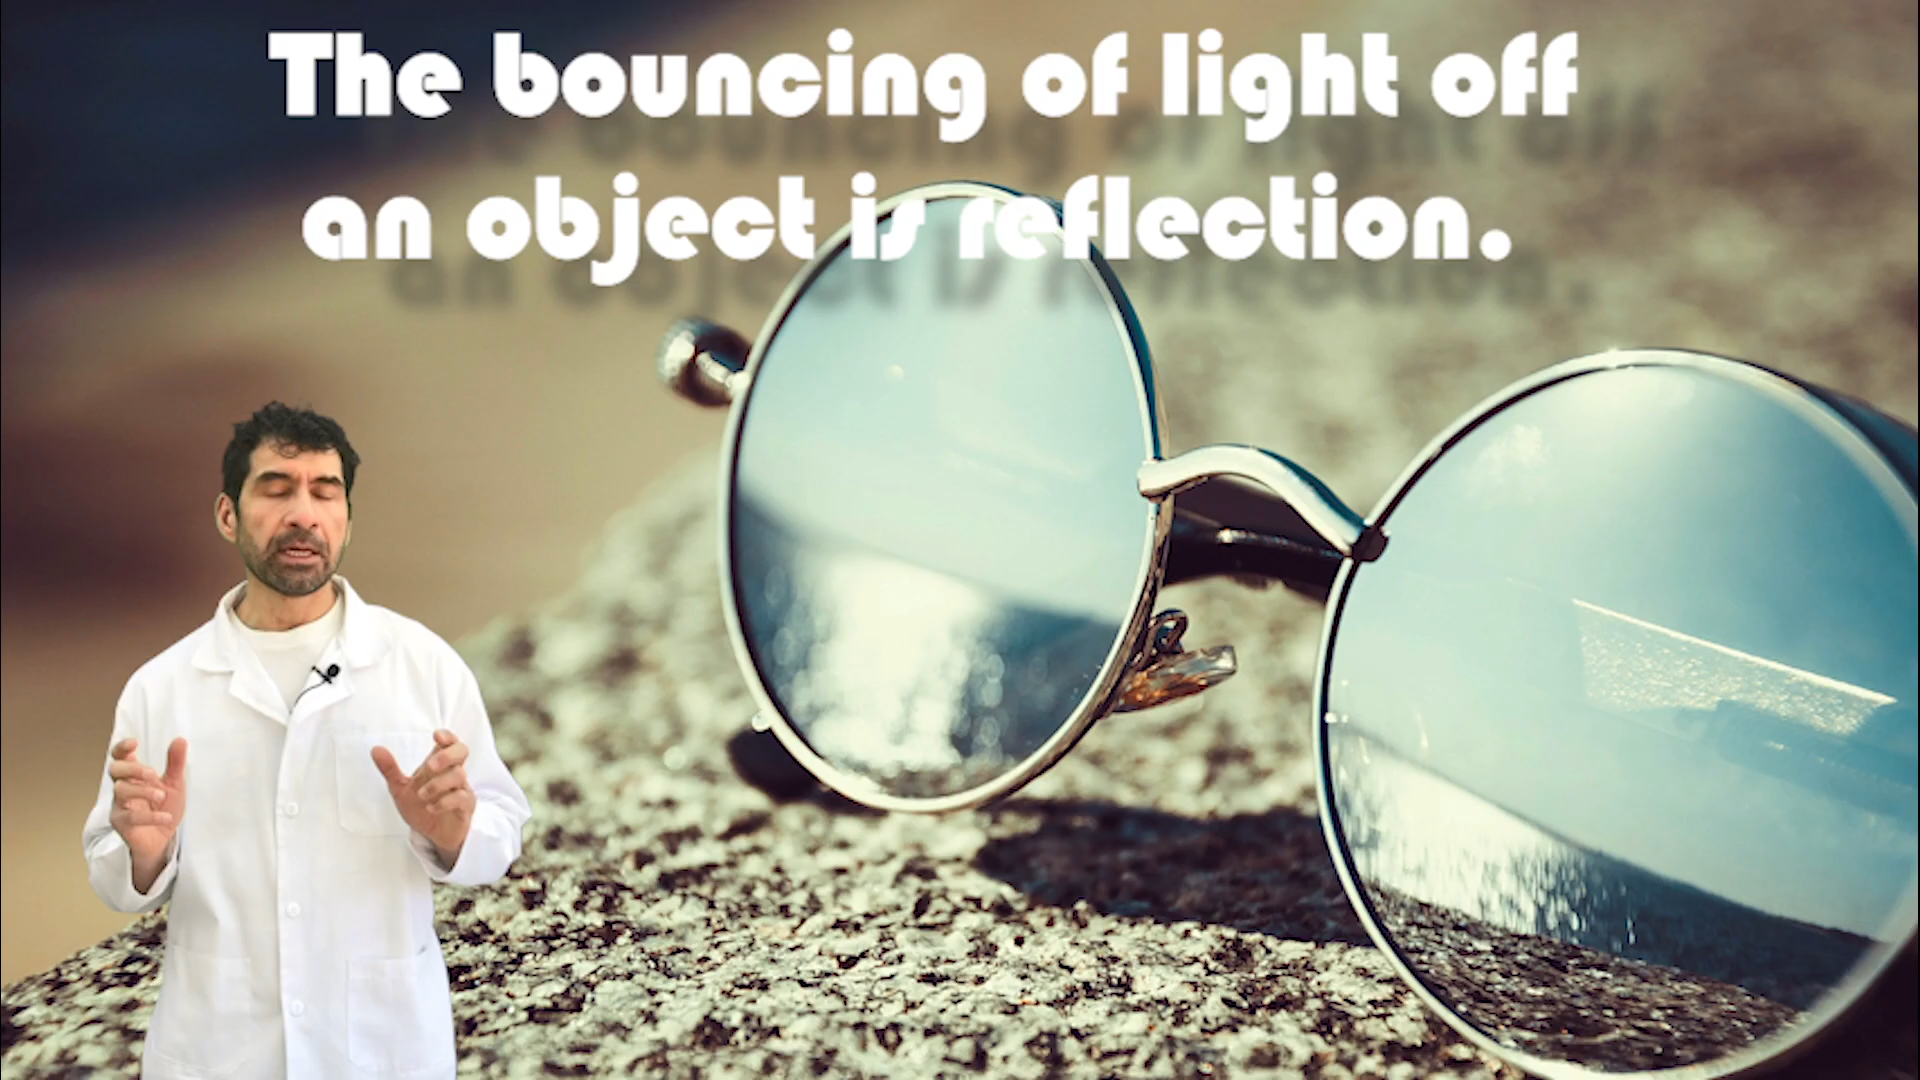 The bouncing of light off
an object is reflection.